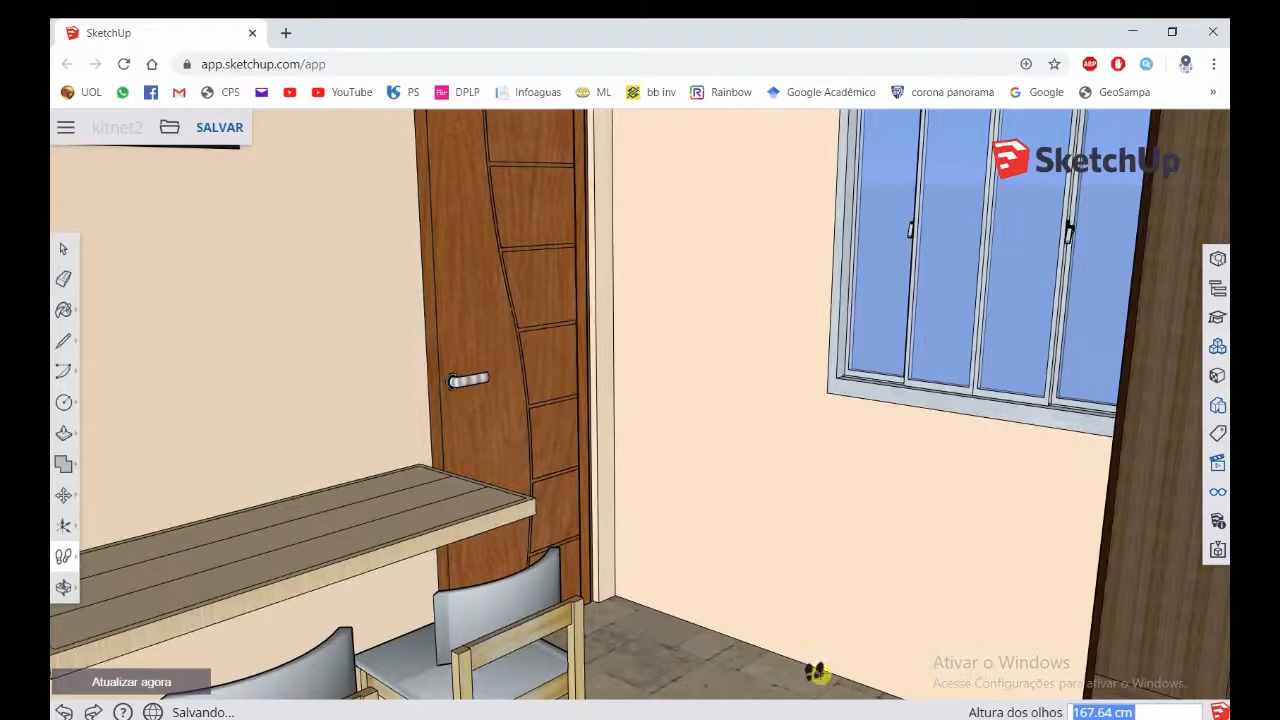 SketchUp
app.sketchup.com/app
ABP
UOL CPS YouTube PS DPLP Infoaguas ML bb inv Rainbow Google Acadêmico corona panorama Google GeoSampa »
kitnet2 SALVAR
SketchUp
Ativar o Windows
Acesse Configurações para ativar o Windows.
Atualizar agora
Salvando... Altura dos olhos 167.64 cm